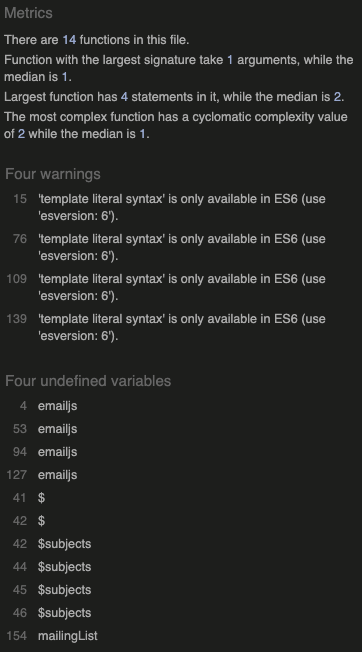 Metrics
There are 14 functions in this file.
Function with the largest signature take 1 arguments, while the
median is 1.
Largest function has 4 statements in it, while the median is 2.
The most complex function has a cyclomatic complexity value
of 2 while the median is 1.
Four warnings
15 'template literal syntax' is only available in ES6 (use
'esversion: 6').
76 'template literal syntax' is only available in ES6 (use
'esversion: 6').
109 'template literal syntax' is only available in ES6 (use
'esversion: 6').
139 'template literal syntax' is only available in ES6 (use
'esversion: 6').
Four undefined variables
4 emailjs
53 emailjs
94 emailjs
127 emailjs
41 $
42 $
42 $subjects
44 $subjects
45 $subjects
46 $subjects
154 mailingList